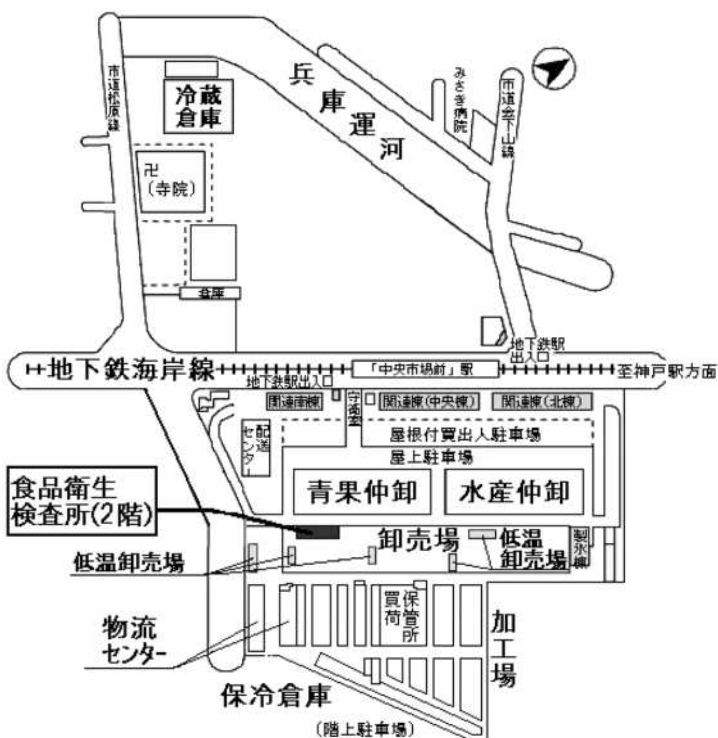 市道松原線
冷蔵
倉庫
兵庫運河
みさき病院
市道金下山線
卍
(寺院)
倉庫
地下鉄駅
出入口
地下鉄海岸線
「中央市場前」駅
至神戸駅方面
地下鉄駅出入口
関連南棟
守衛室
関連棟(中央棟)
関連棟(北棟)
配送
センター
屋根付買出人駐車場
屋上駐車場
青果仲卸
水産仲卸
食品衛生
検査所(2階)
卸売場
低温
卸売場
製氷棟
低温卸売場
物流
センター
買荷
保管所
加工場
保冷倉庫
(階上駐車場)